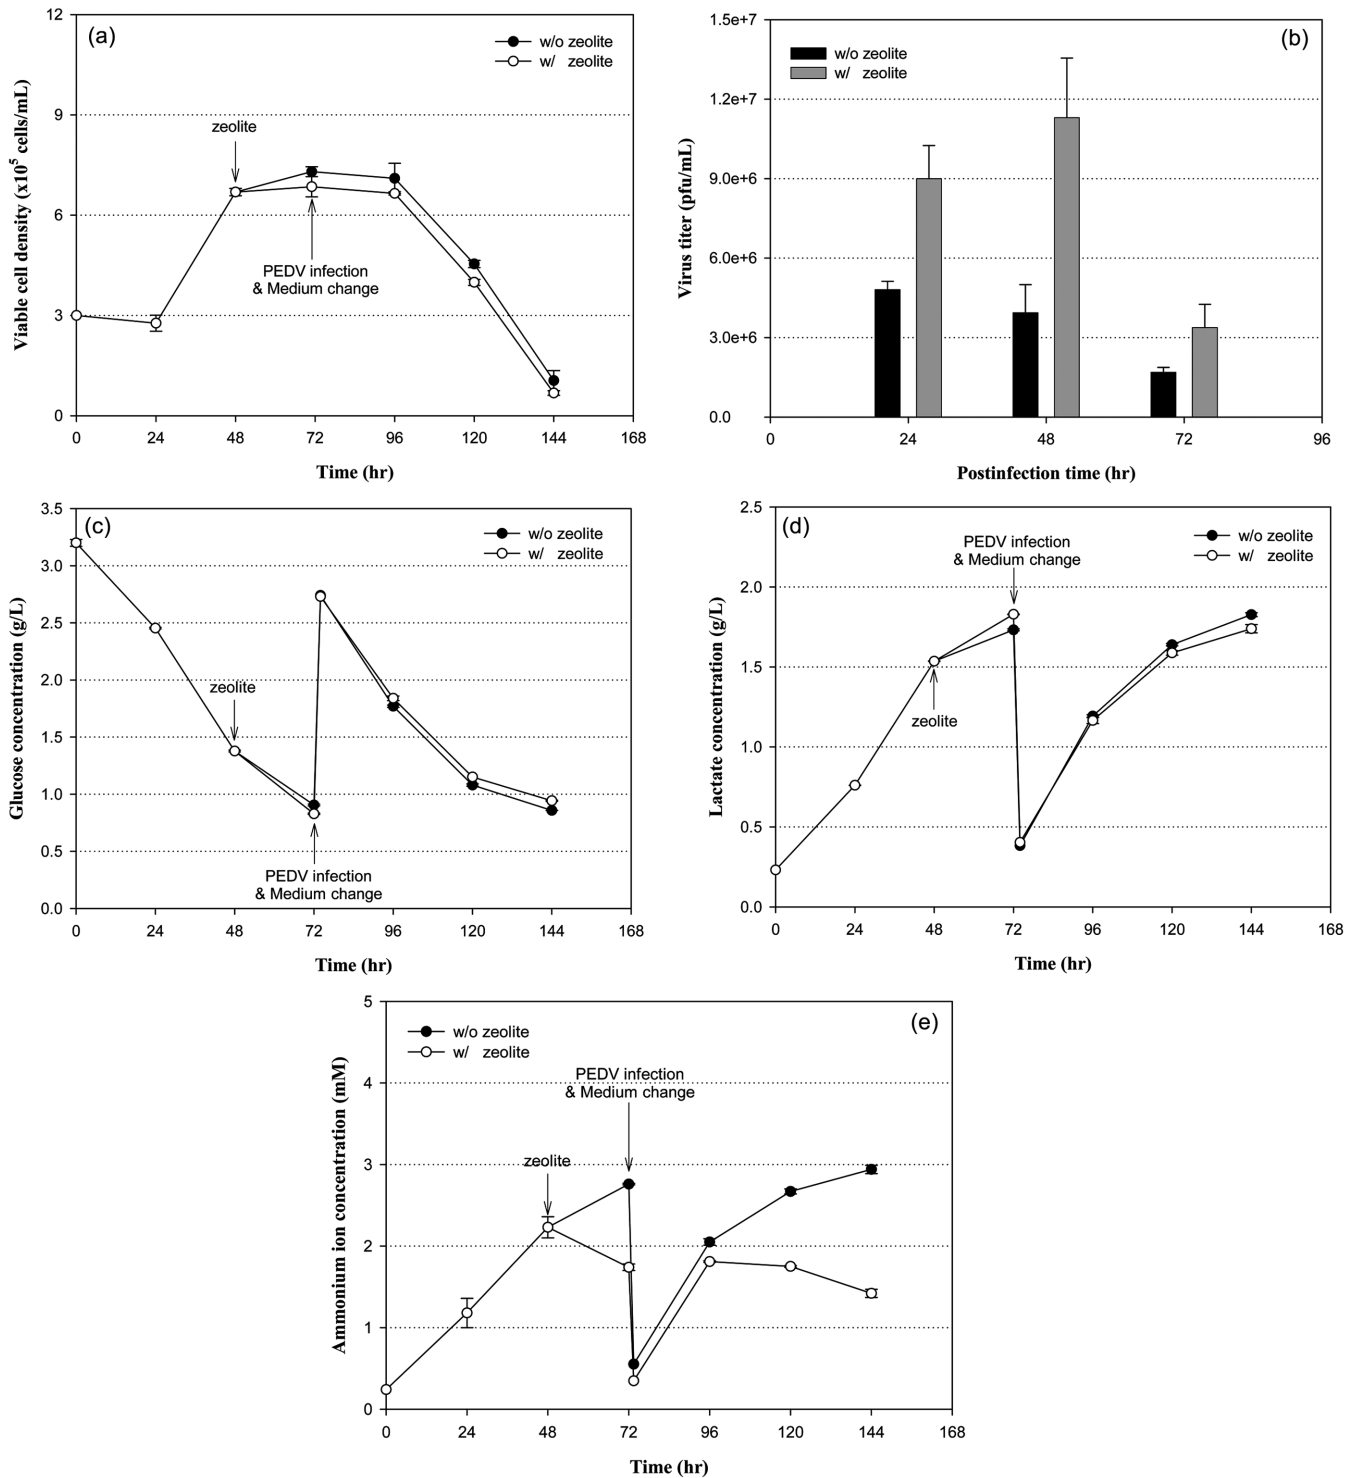 (a)
w/o zeolite
w/ zeolite
zeolite
PEDV infection
& Medium change
Viable cell density (x10⁵ cells/mL)
12
9
6
3
0
0 24 48 72 96 120 144 168
Time (hr)
(b)
w/o zeolite
w/ zeolite
Virus titer (pfu/mL)
1.5e+7
1.2e+7
9.0e+6
6.0e+6
3.0e+6
0.0
0 24 48 72 96
Postinfection time (hr)
(c)
w/o zeolite
w/ zeolite
zeolite
PEDV infection
& Medium change
Glucose concentration (g/L)
3.5
3.0
2.5
2.0
1.5
1.0
0.5
0.0
0 24 48 72 96 120 144 168
Time (hr)
(d)
PEDV infection
& Medium change
w/o zeolite
w/ zeolite
zeolite
Lactate concentration (g/L)
2.5
2.0
1.5
1.0
0.5
0.0
0 24 48 72 96 120 144 168
Time (hr)
(e)
w/o zeolite
w/ zeolite
PEDV infection
& Medium change
zeolite
Ammonium ion concentration (mM)
5
4
3
2
1
0
0 24 48 72 96 120 144 168
Time (hr)